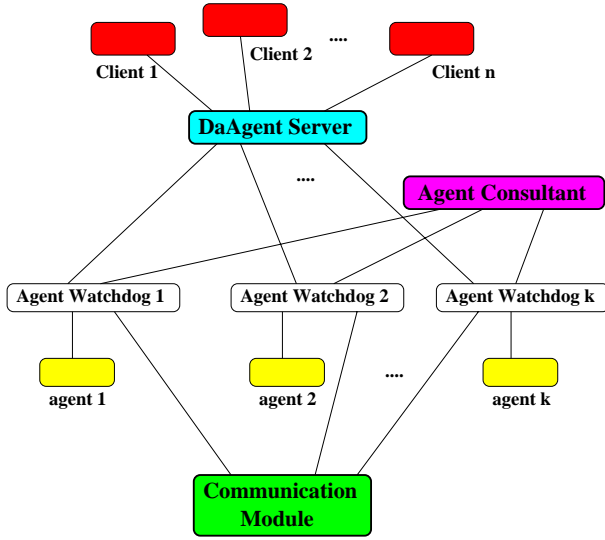 ....
Client 1
Client 2
Client n
DaAgent Server
....
Agent Consultant
Agent Watchdog 1
Agent Watchdog 2
Agent Watchdog k
....
agent 1
agent 2
agent k
Communication
Module